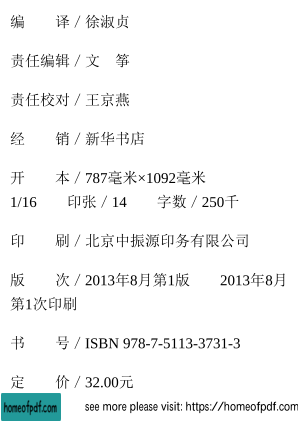 编　　译／徐淑贞
责任编辑／文　筝
责任校对／王京燕
经　　销／新华书店
开　　本／787毫米×1092毫米
1/16　　印张／14　　字数／250千
印　　刷／北京中振源印务有限公司
版　　次／2013年8月第1版　　2013年8月
第1次印刷
书　　号／ISBN 978-7-5113-3731-3
定　　价／32.00元
homeofpdf.com see more please visit: https://homeofpdf.com